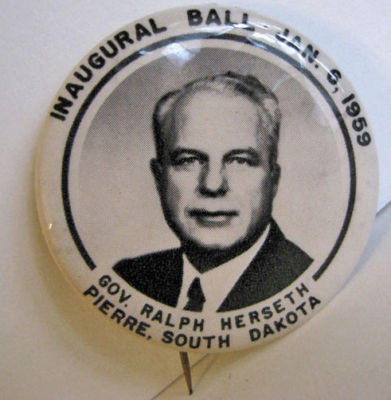 INAUGURAL BALL - JAN. 6, 1959
GOV. RALPH HERSETH
PIERRE, SOUTH DAKOTA